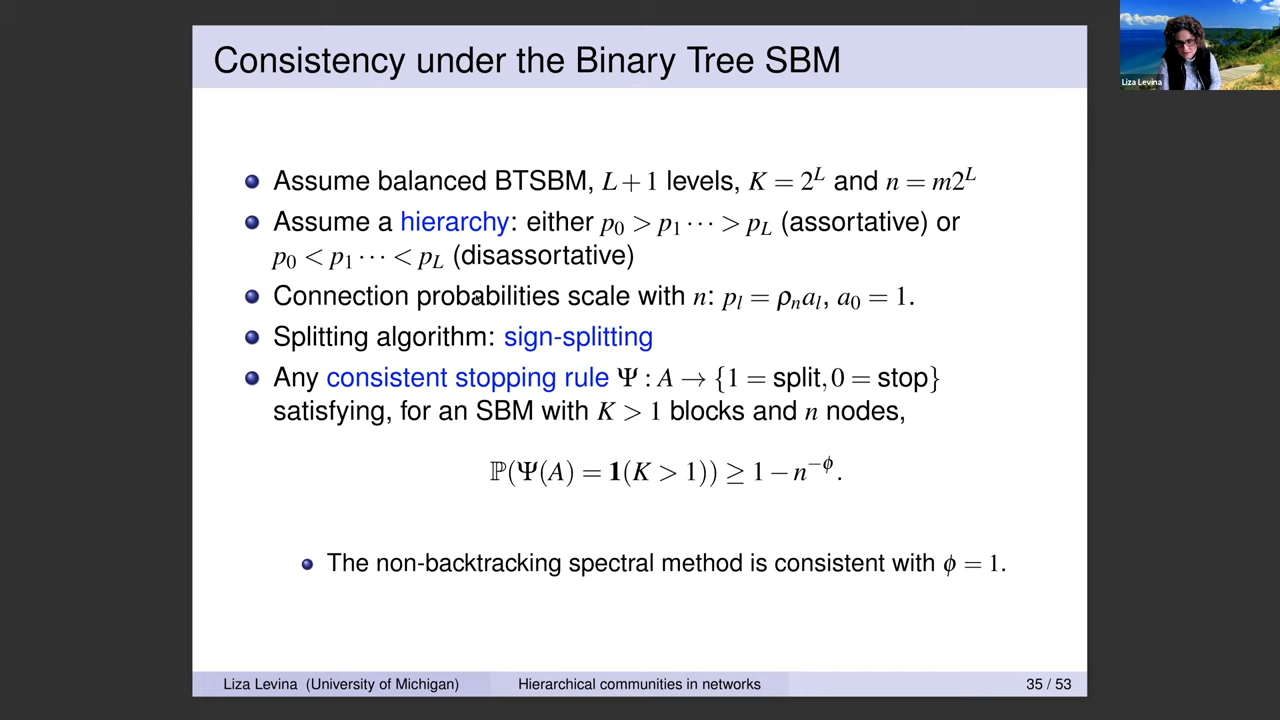 Consistency under the Binary Tree SBM
Liza Levina
Assume balanced BTSBM, L+1 levels, K = 2^L and n = m2^L
Assume a hierarchy: either p_0 > p_1 ⋯ > p_L (assortative) or
p_0 < p_1 ⋯ < p_L (disassortative)
Connection probabilities scale with n: p_l = ρ_n a_l, a_0 = 1.
Splitting algorithm: sign-splitting
Any consistent stopping rule Ψ : A → {1 = split, 0 = stop}
satisfying, for an SBM with K > 1 blocks and n nodes,
ℙ(Ψ(A) = 𝟏(K > 1)) ≥ 1 − n^{−ϕ}.
The non-backtracking spectral method is consistent with ϕ = 1.
Liza Levina (University of Michigan) Hierarchical communities in networks 35 / 53